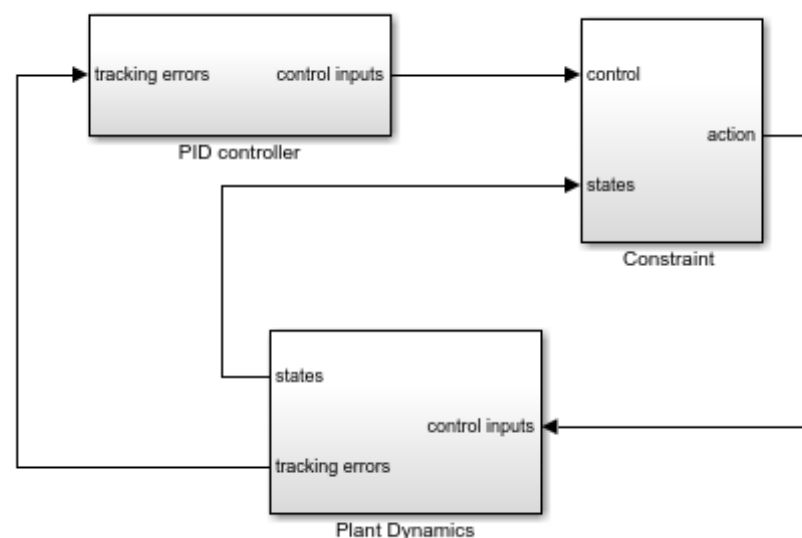 tracking errors
control inputs
PID controller
control
states
action
Constraint
states
tracking errors
control inputs
Plant Dynamics